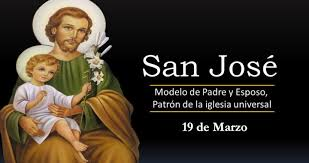 San José
Modelo de Padre y Esposo,
Patrón de la iglesia universal
19 de Marzo